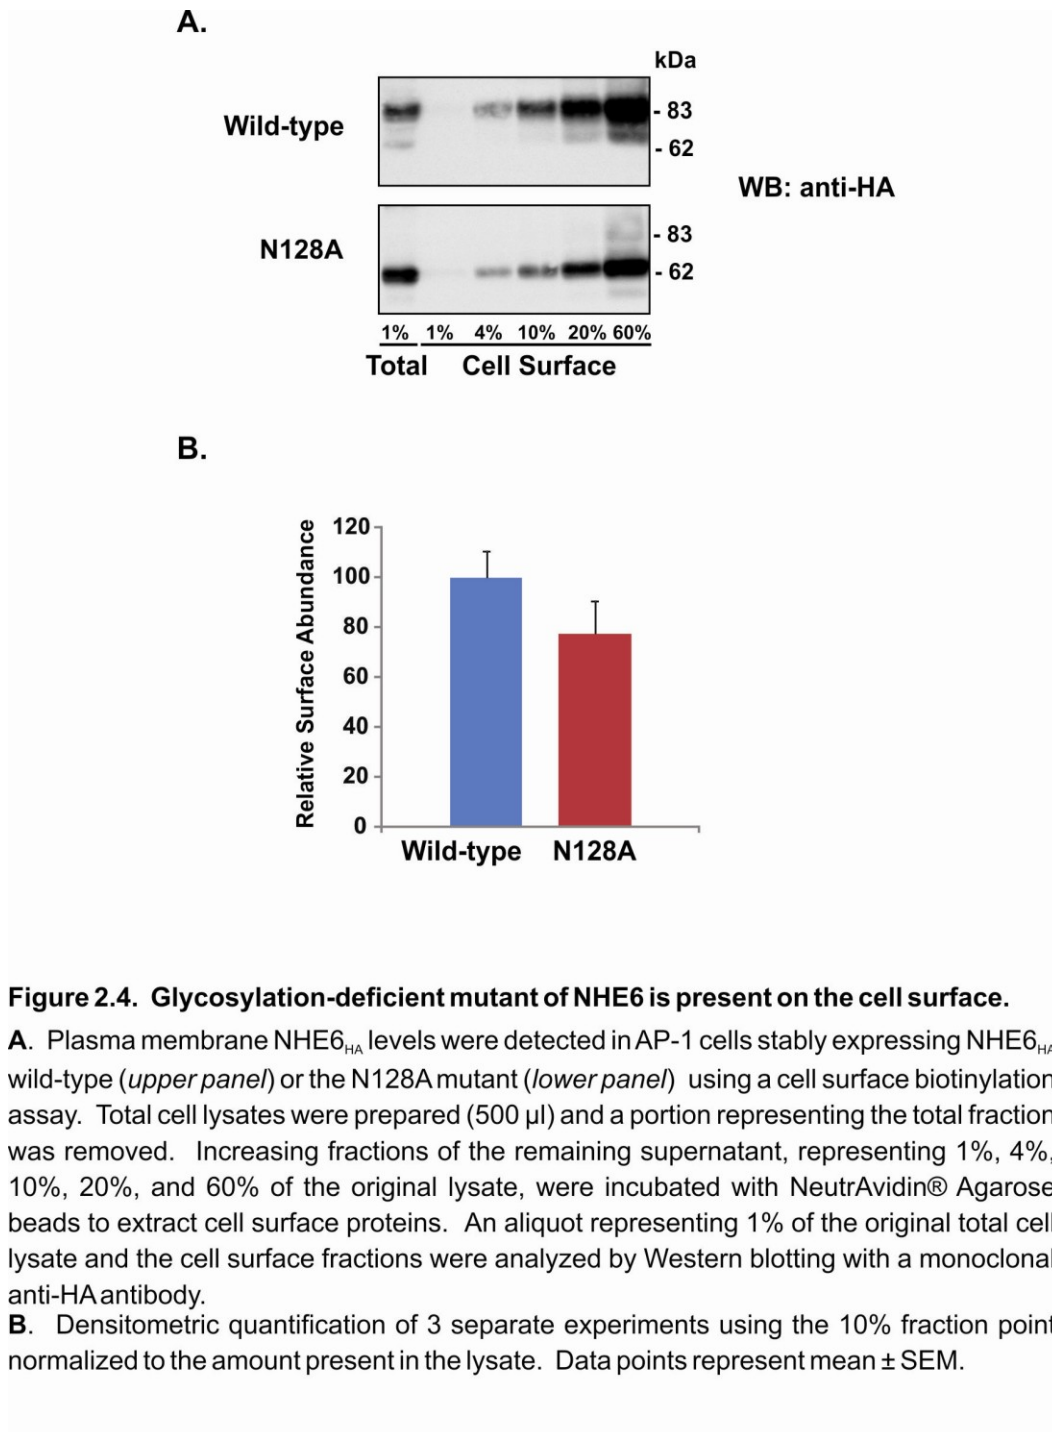 A.
kDa
Wild-type
- 83
- 62
WB: anti-HA
N128A
- 83
- 62
1% 1% 4% 10% 20% 60%
Total Cell Surface
B.
Relative Surface Abundance
120
100
80
60
40
20
0
Wild-type N128A
Figure 2.4. Glycosylation-deficient mutant of NHE6 is present on the cell surface.
A. Plasma membrane NHE6HA levels were detected in AP-1 cells stably expressing NHE6HA
wild-type (upper panel) or the N128A mutant (lower panel) using a cell surface biotinylation
assay. Total cell lysates were prepared (500 µl) and a portion representing the total fraction
was removed. Increasing fractions of the remaining supernatant, representing 1%, 4%,
10%, 20%, and 60% of the original lysate, were incubated with NeutrAvidin® Agarose
beads to extract cell surface proteins. An aliquot representing 1% of the original total cell
lysate and the cell surface fractions were analyzed by Western blotting with a monoclonal
anti-HA antibody.
B. Densitometric quantification of 3 separate experiments using the 10% fraction point
normalized to the amount present in the lysate. Data points represent mean ± SEM.